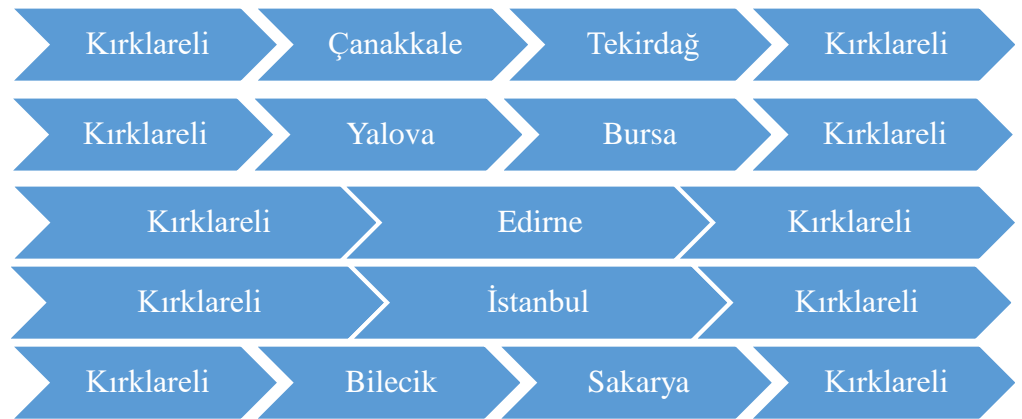 Kırklareli Çanakkale Tekirdağ Kırklareli
Kırklareli Yalova Bursa Kırklareli
Kırklareli Edirne Kırklareli
Kırklareli İstanbul Kırklareli
Kırklareli Bilecik Sakarya Kırklareli